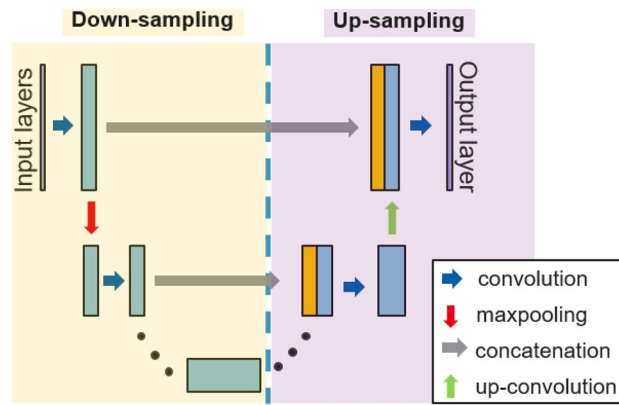 Down-sampling
Up-sampling
Input layers
Output layer
convolution
maxpooling
concatenation
up-convolution